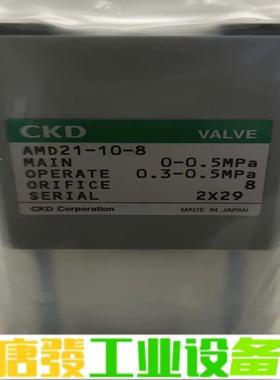 CKD VALVE
AMD21-10-8
MAIN 0-0.5MPa
OPERATE 0.3-0.5MPa
ORIFICE 8
SERIAL 2X29
CKD Corporation MADE IN JAPAN
唐發工业设备